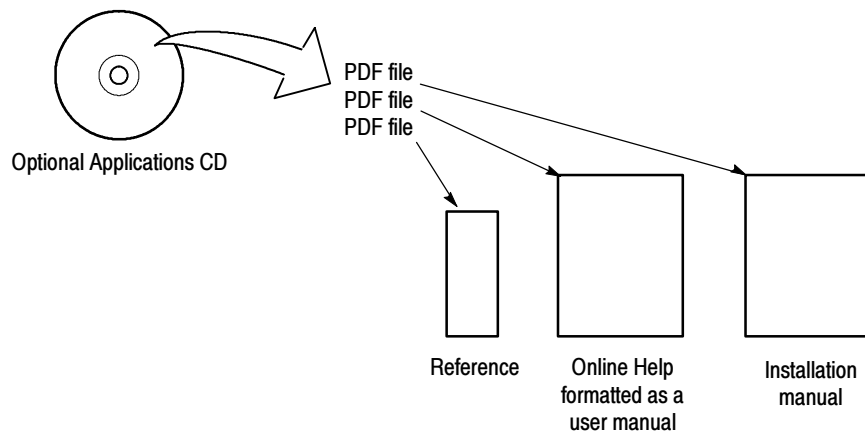 PDF file
PDF file
PDF file
Optional Applications CD
Reference
Online Help
formatted as a
user manual
Installation
manual